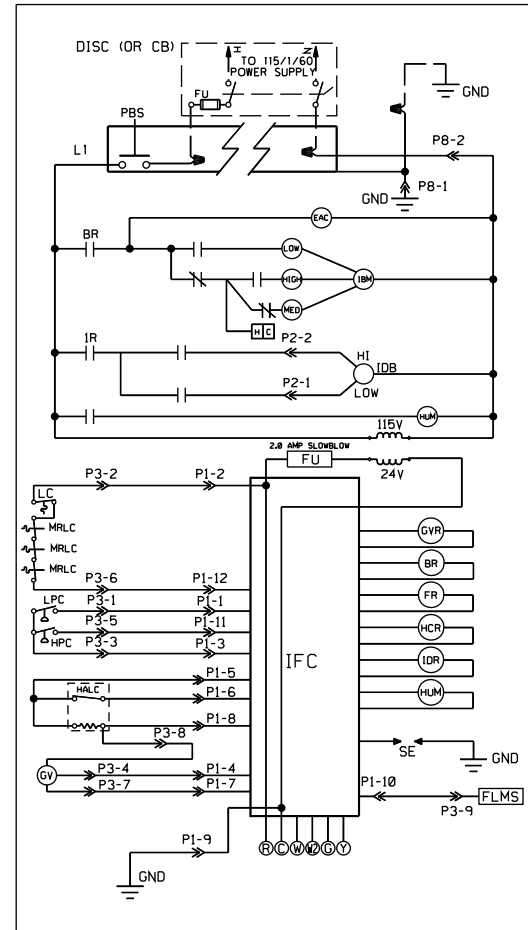 DISC (OR CB)
H
N
TO 115/1/60
POWER SUPPLY
FU
GND
PBS
L1
P8-2
P8-1
GND
EAC
BR
LOW
HIGH
IBM
MED
H C
1R
P2-2
HI
IDB
P2-1
LOW
HUM
115V
2.0 AMP SLOWBLOW
FU
24V
P3-2
P1-2
LC
MRLC
MRLC
MRLC
GVR
BR
P3-6
P1-12
LPC
P3-1
P1-1
FR
P3-5
P1-11
HPC
P3-3
P1-3
HCR
IFC
P1-5
IDR
HALC
P1-6
HUM
P1-8
P3-8
SE
GND
GV
P3-4
P1-4
P3-7
P1-7
P1-10
FLMS
P3-9
P1-9
R C W W2 G Y
GND